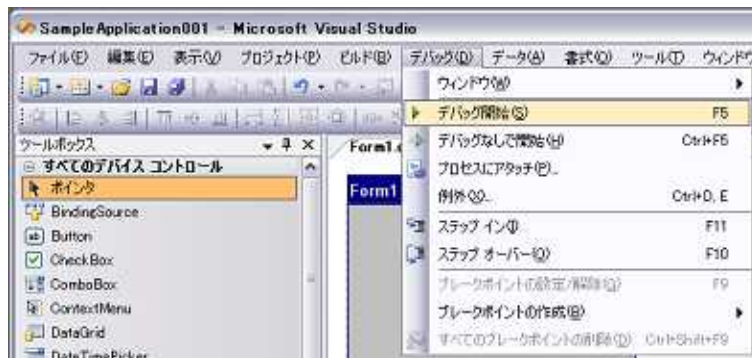 SampleApplication001 - Microsoft Visual Studio
ファイル(F) 編集(E) 表示(V) プロジェクト(P) ビルド(B) デバッグ(D) データ(A) 書式(O) ツール(T) ウィンドウ
ウィンドウ(W)
デバッグ開始(S) F5
デバッグなしで開始(H) Ctrl+F5
プロセスにアタッチ(P)...
例外(X)... Ctrl+D, E
ステップ イン(I) F11
ステップ オーバー(O) F10
ブレークポイントの設定/解除(G) F9
ブレークポイントの作成(B)
すべてのブレークポイントの削除(D) Ctrl+Shift+F9
ツールボックス
すべてのデバイス コントロール
ポインタ
BindingSource
Button
CheckBox
ComboBox
ContextMenu
DataGrid
DateTimePicker
Form1.
Form1